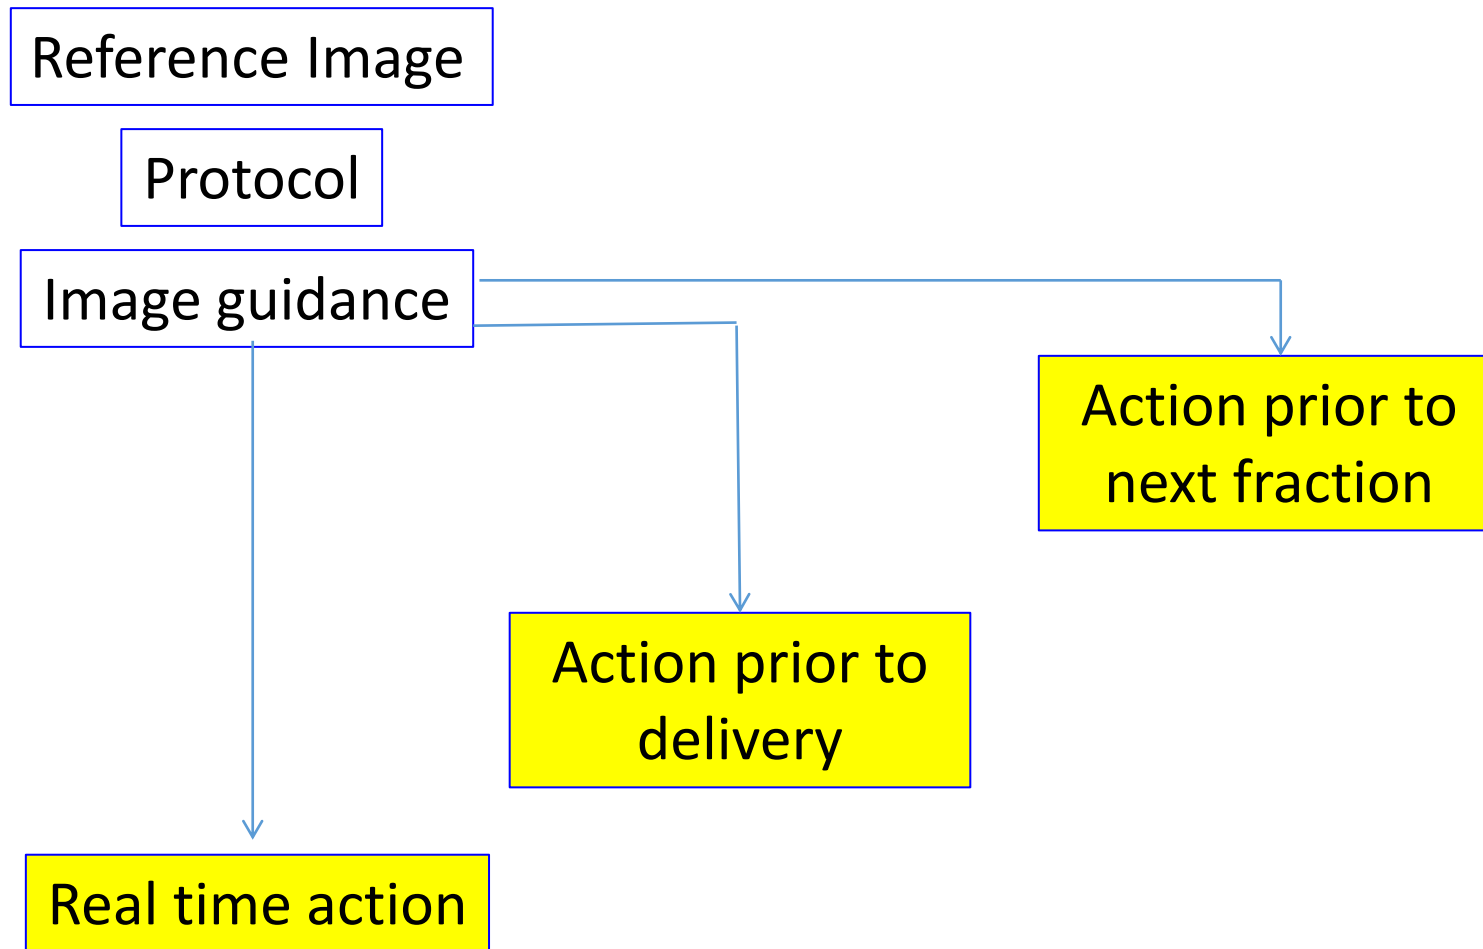 Reference Image
Protocol
Image guidance
Action prior to
next fraction
Action prior to
delivery
Real time action